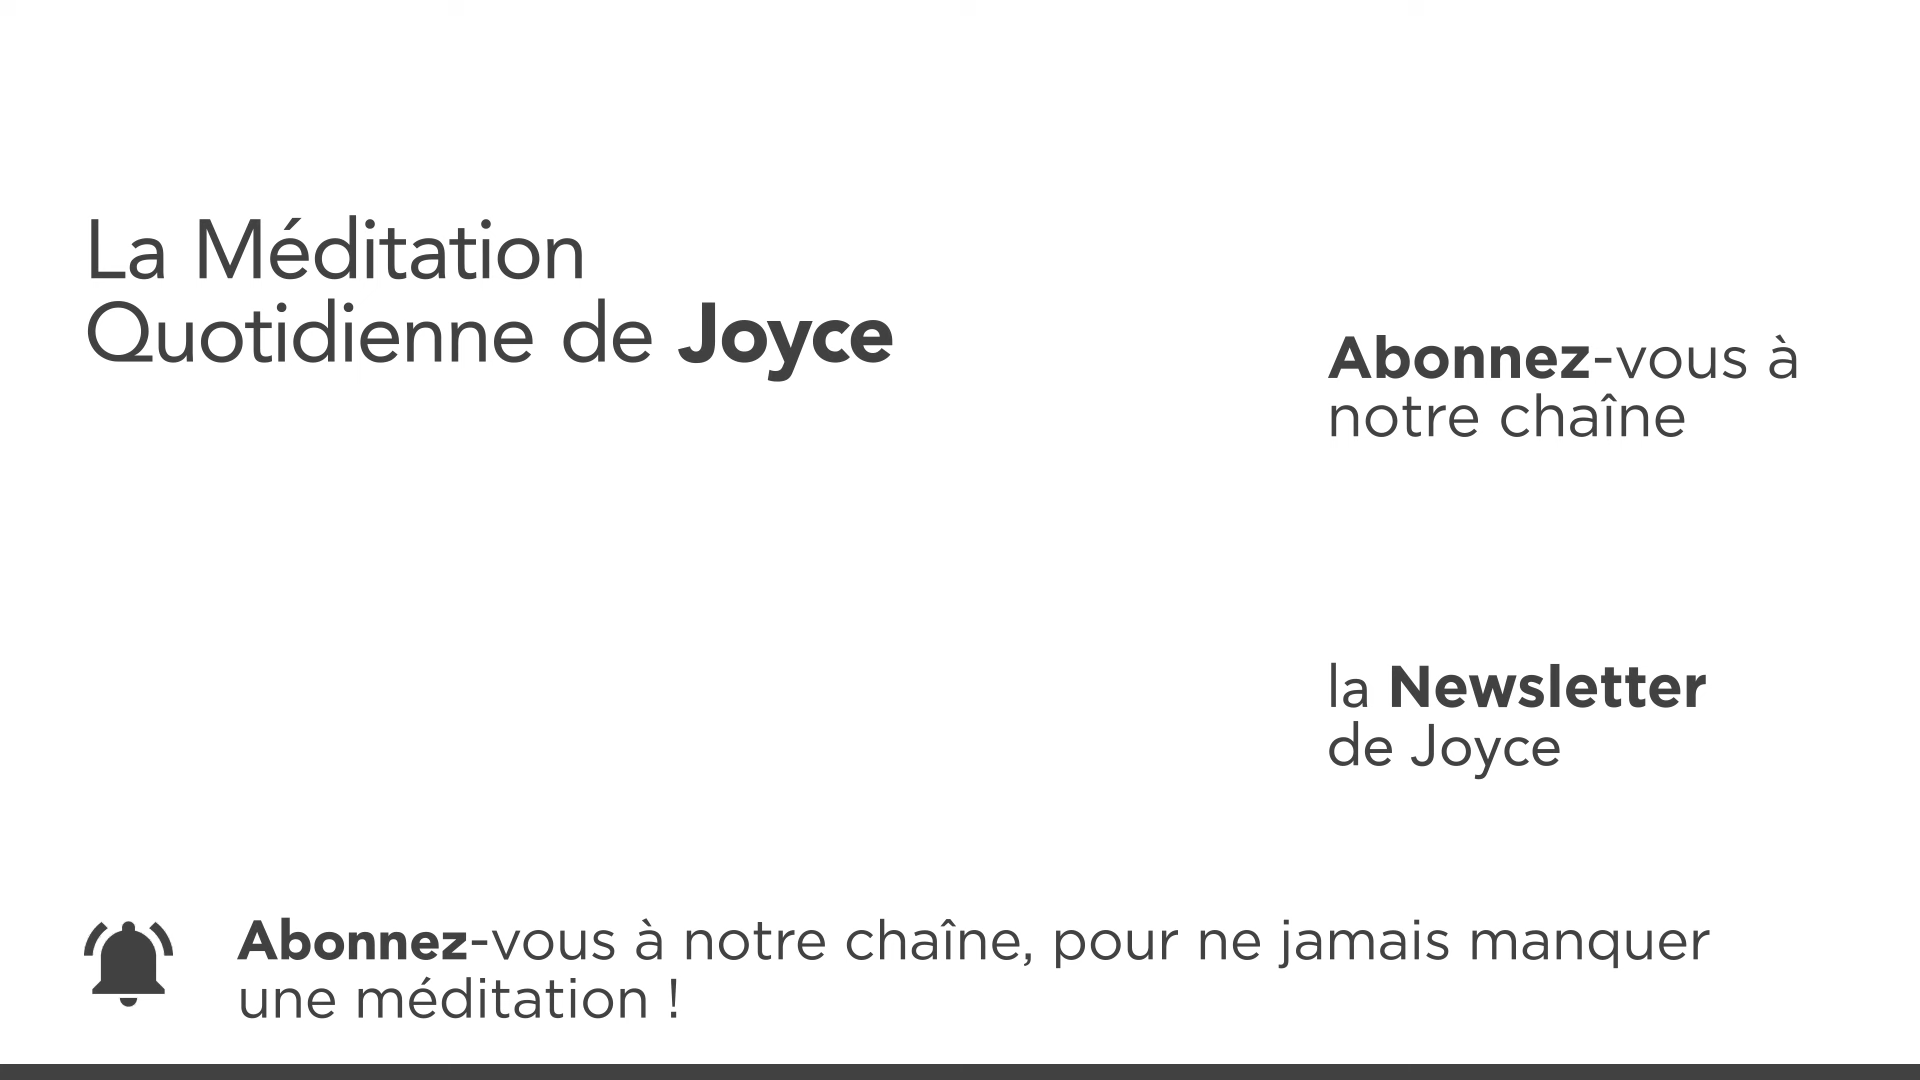 La Méditation
Quotidienne de Joyce
Abonnez-vous à
notre chaîne
la Newsletter
de Joyce
Abonnez-vous à notre chaîne, pour ne jamais manquer
une méditation !